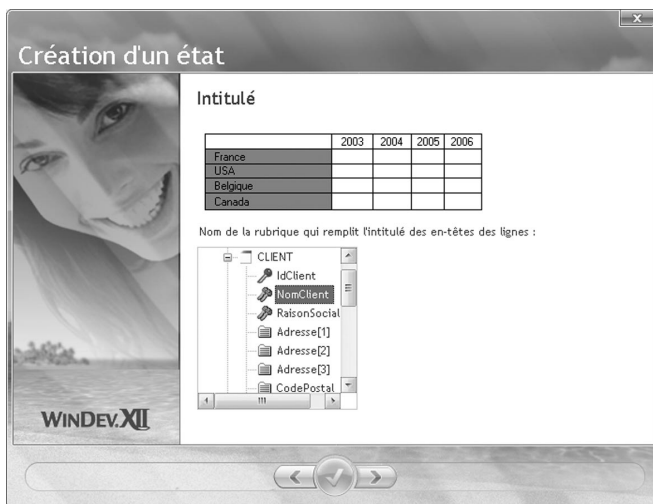 Création d'un état
Intitulé
2003 2004 2005 2006
France
USA
Belgique
Canada
Nom de la rubrique qui remplit l'intitulé des en-têtes des lignes :
CLIENT
IdClient
NomClient
RaisonSocial
Adresse[1]
Adresse[2]
Adresse[3]
CodePostal
WINDEV.XII